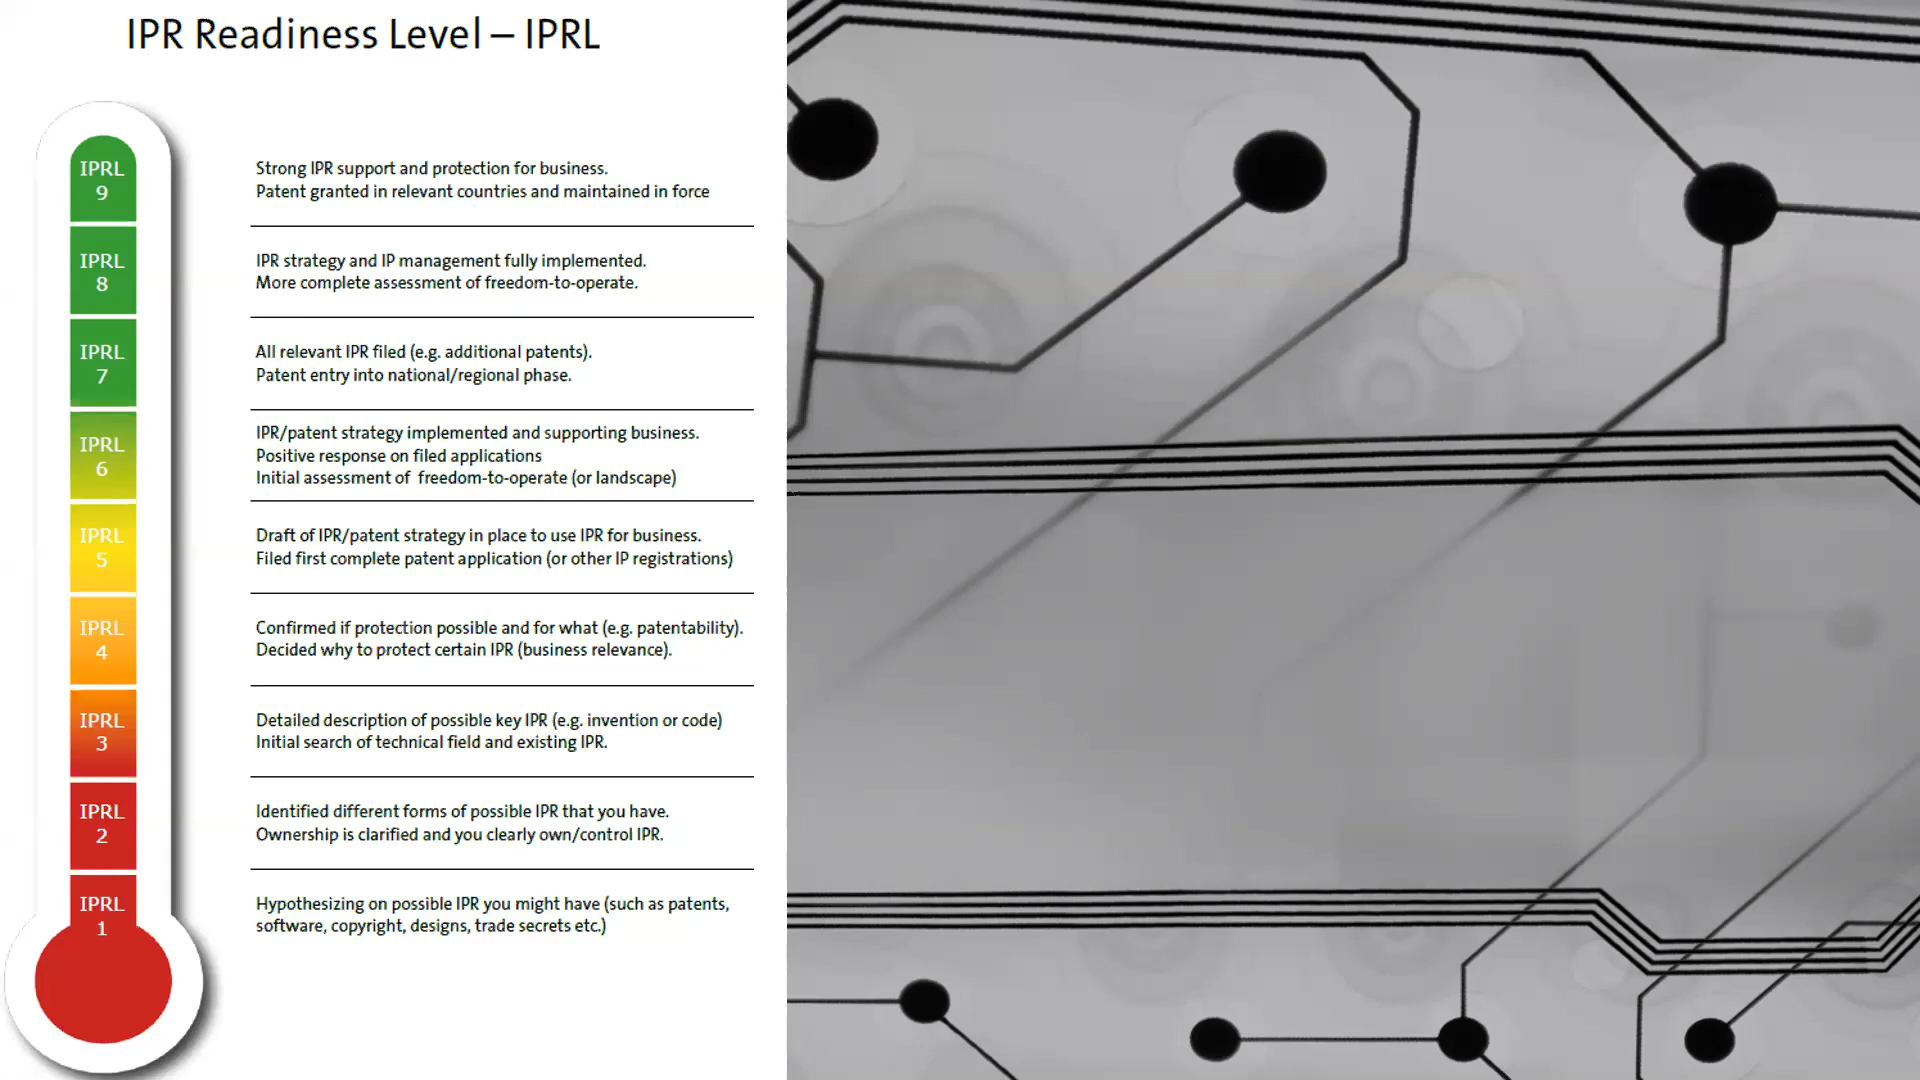 IPR Readiness Level – IPRL
IPRL
9
Strong IPR support and protection for business.
Patent granted in relevant countries and maintained in force
IPRL
8
IPR strategy and IP management fully implemented.
More complete assessment of freedom-to-operate.
IPRL
7
All relevant IPR filed (e.g. additional patents).
Patent entry into national/regional phase.
IPRL
6
IPR/patent strategy implemented and supporting business.
Positive response on filed applications
Initial assessment of freedom-to-operate (or landscape)
IPRL
5
Draft of IPR/patent strategy in place to use IPR for business.
Filed first complete patent application (or other IP registrations)
IPRL
4
Confirmed if protection possible and for what (e.g. patentability).
Decided why to protect certain IPR (business relevance).
IPRL
3
Detailed description of possible key IPR (e.g. invention or code)
Initial search of technical field and existing IPR.
IPRL
2
Identified different forms of possible IPR that you have.
Ownership is clarified and you clearly own/control IPR.
IPRL
1
Hypothesizing on possible IPR you might have (such as patents,
software, copyright, designs, trade secrets etc.)